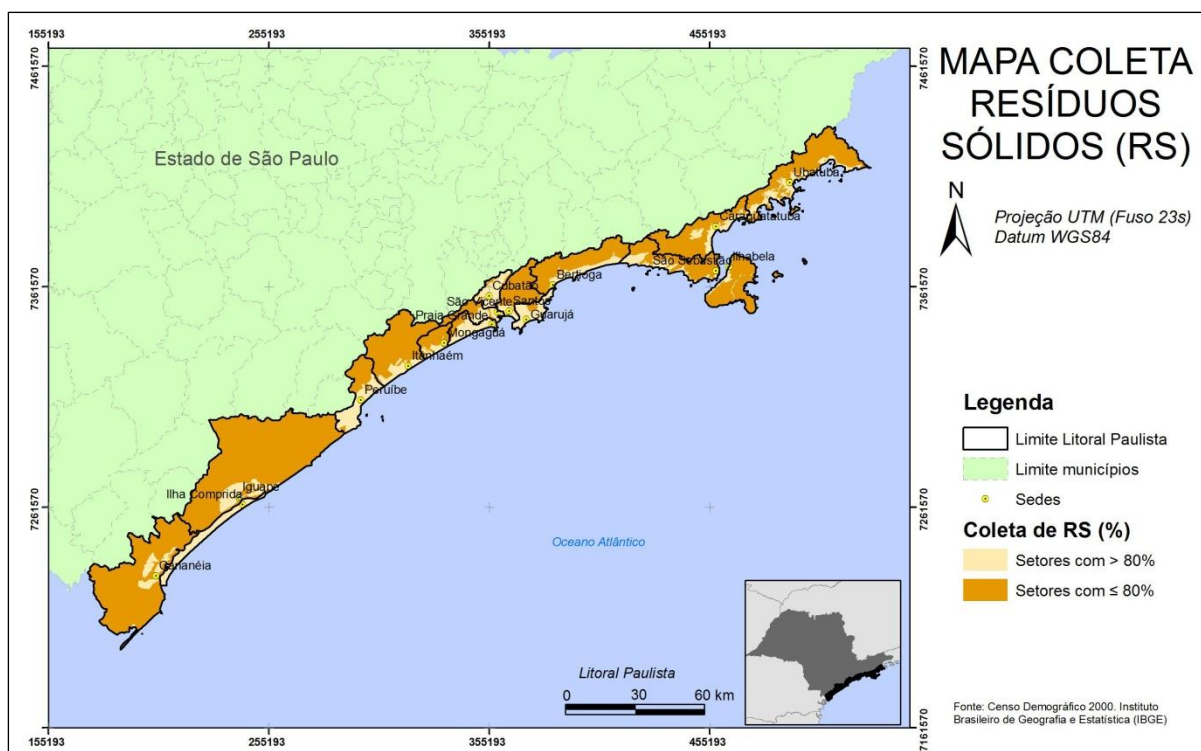 155193
255193
355193
455193
7461570
7461570
MAPA COLETA
RESÍDUOS
SÓLIDOS (RS)
N
Projeção UTM (Fuso 23s)
Datum WGS84
Estado de São Paulo
Ubatuba
Caraguatatuba
Ilhabela
São Sebastião
Bertioga
7361570
7361570
Cubatão
São Vicente
Santos
Praia Grande
Guarujá
Mongaguá
Itanhaém
Peruíbe
Iguape
Ilha Comprida
7261570
7261570
Cananéia
Oceano Atlântico
Legenda
Limite Litoral Paulista
Limite municípios
Sedes
Coleta de RS (%)
Setores com > 80%
Setores com ≤ 80%
Litoral Paulista
0 30 60 km
Fonte: Censo Demográfico 2000. Instituto
Brasileiro de Geografia e Estatística (IBGE)
7161570
7161570
155193
255193
355193
455193